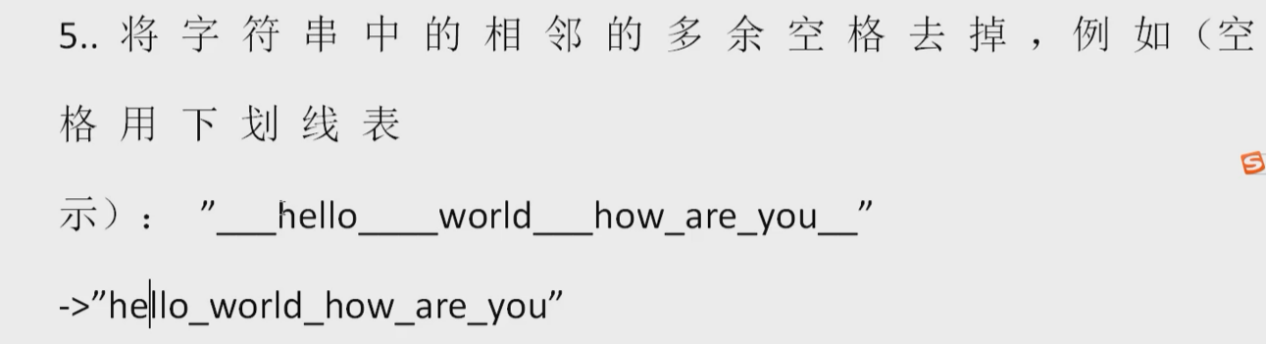 5.. 将字符串中的相邻的多余空格去掉，例如（空
格用下划线表
示）： ”___hello____world___how_are_you__”
->”hello_world_how_are_you”